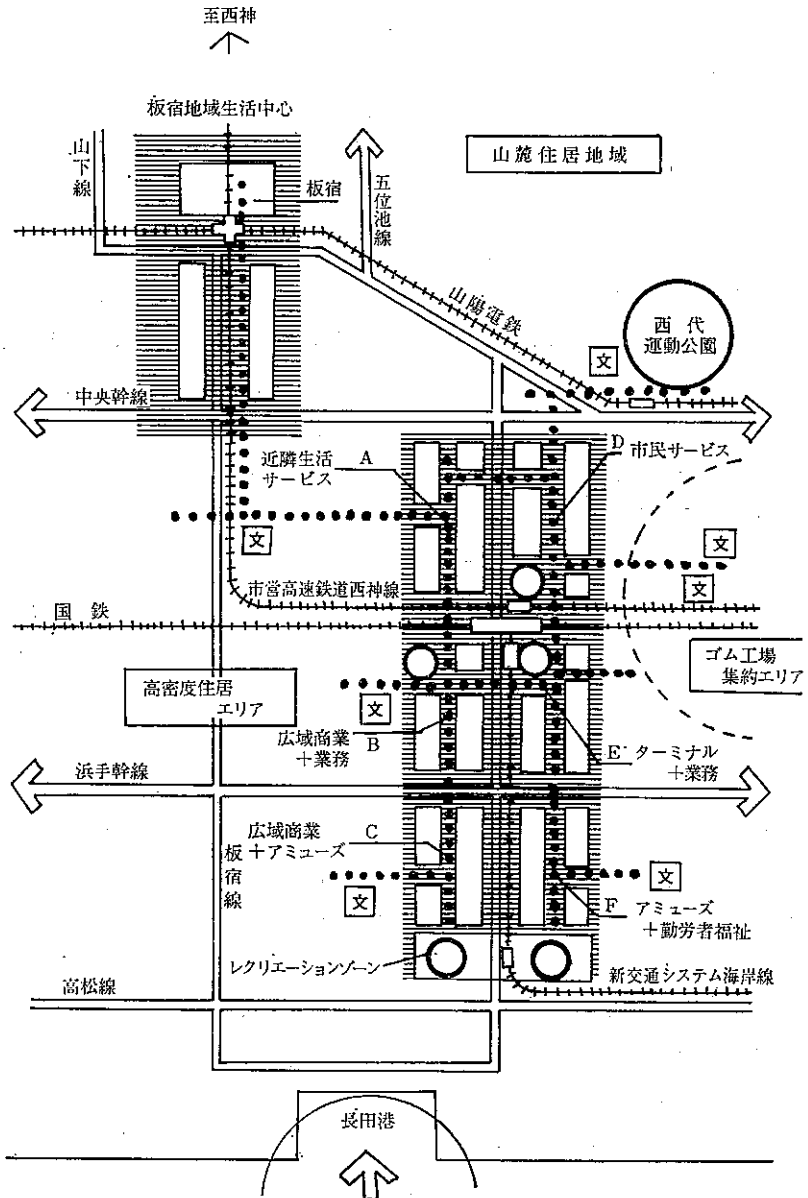 至西神
板宿地域生活中心
山下線
板宿
五位池線
山麓住居地域
山陽電鉄
西代
運動公園
文
中央幹線
近隣生活
サービス
A
D
市民サービス
文
文
文
市営高速鉄道西神線
国鉄
ゴム工場
集約エリア
高密度住居
エリア
文
広域商業
+業務
B
E
ターミナル
+業務
浜手幹線
広域商業
+アミューズ
C
板宿線
文
文
F
アミューズ
+勤労者福祉
レクリエーションゾーン
新交通システム海岸線
高松線
長田港